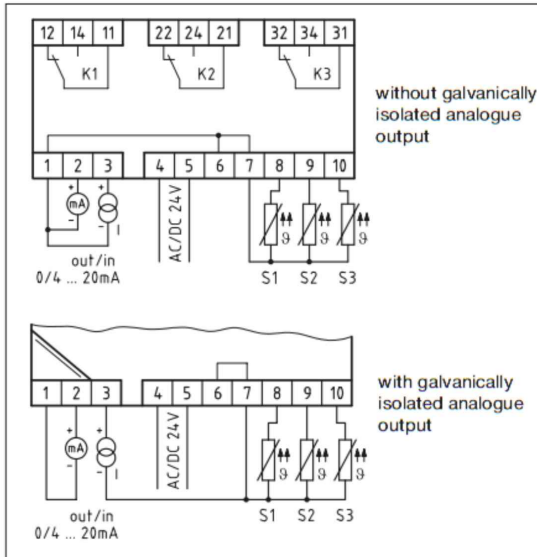 12 14 11 22 24 21 32 34 31
K1 K2 K3
without galvanically
isolated analogue
output
1 2 3 4 5 6 7 8 9 10
+ +
mA
- - I
AC/DC 24V
ϑ ϑ ϑ
out/in
0/4 ... 20mA
S1 S2 S3
with galvanically
isolated analogue
output
1 2 3 4 5 6 7 8 9 10
+ +
mA
- - I
AC/DC 24V
ϑ ϑ ϑ
out/in
0/4 ... 20mA
S1 S2 S3